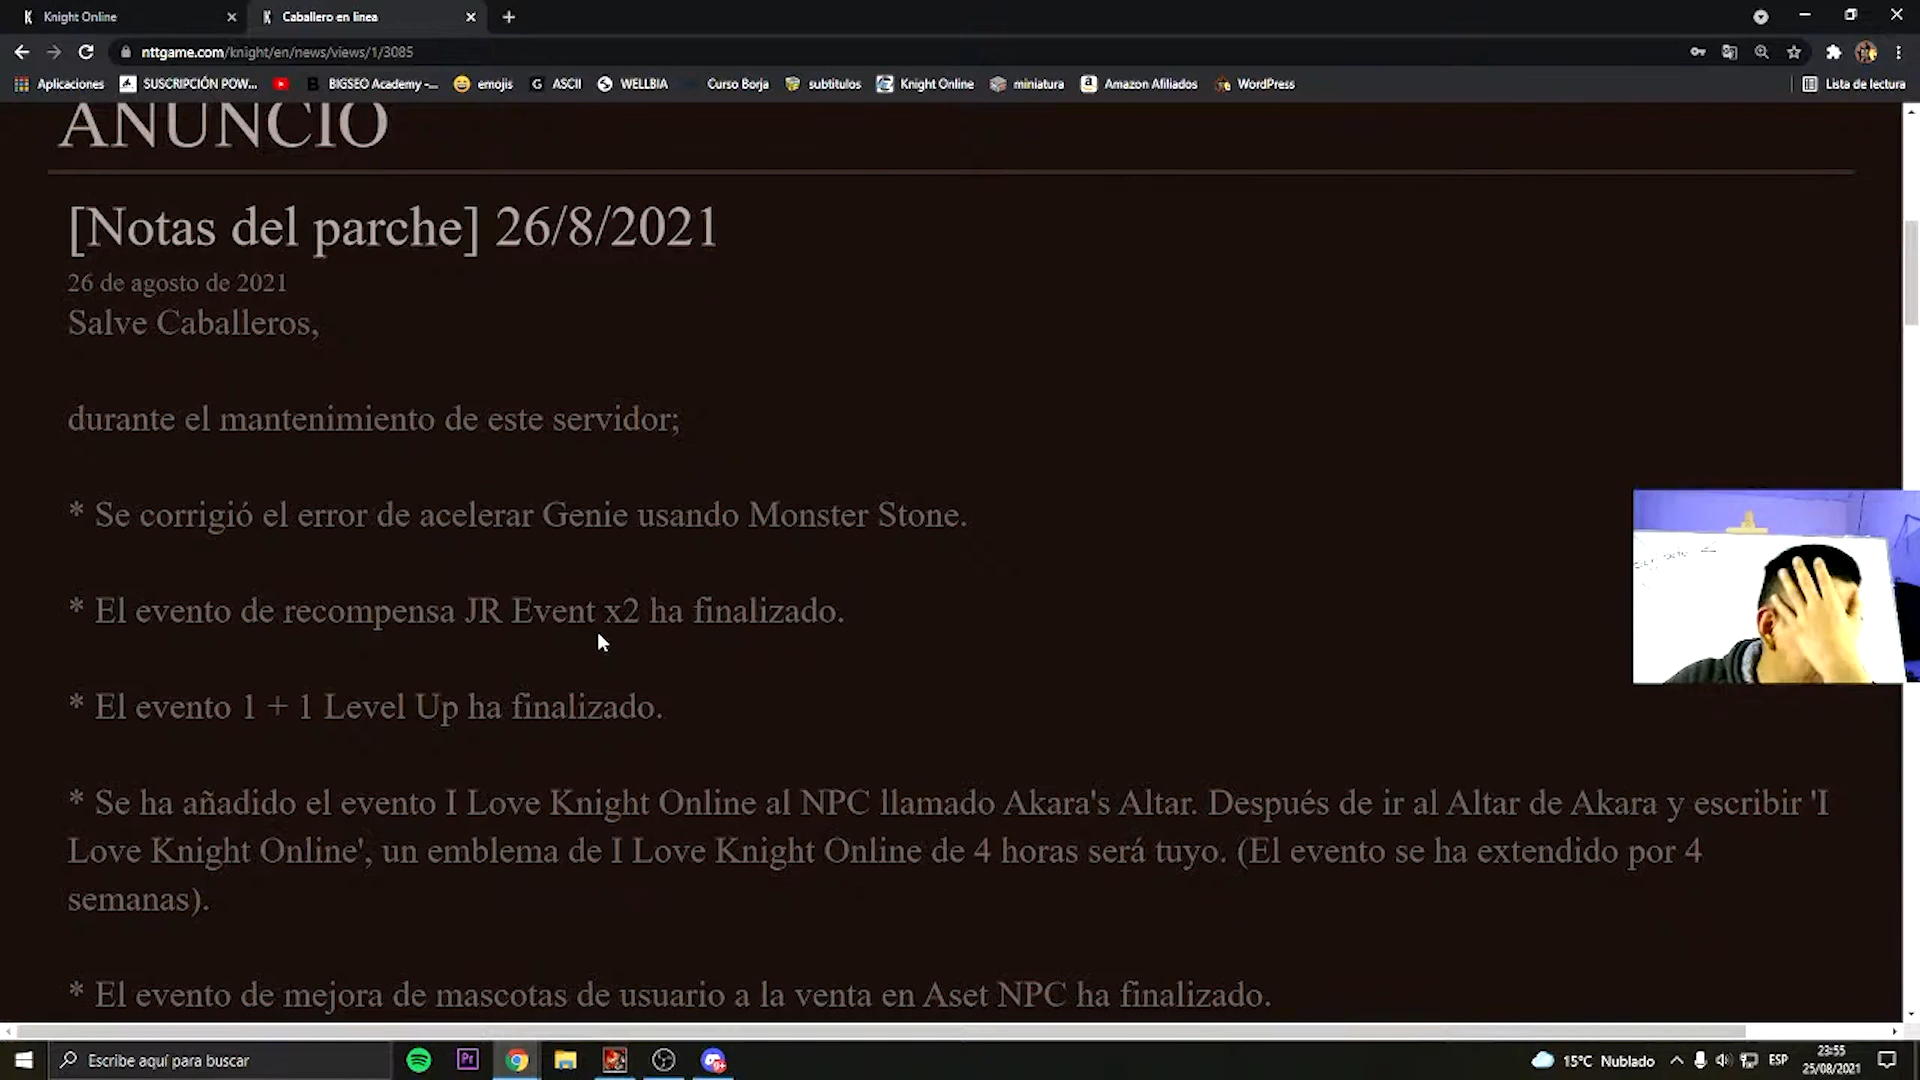 Knight Online
Caballero en linea
nttgame.com/knight/en/news/views/1/3085
Aplicaciones SUSCRIPCIÓN POW... BIGSEO Academy –... emojis ASCII WELLBIA Curso Borja subtitulos Knight Online miniatura Amazon Afiliados WordPress Lista de lectura
ANUNCIO
[Notas del parche] 26/8/2021
26 de agosto de 2021
Salve Caballeros,
durante el mantenimiento de este servidor;
* Se corrigió el error de acelerar Genie usando Monster Stone.
* El evento de recompensa JR Event x2 ha finalizado.
* El evento 1 + 1 Level Up ha finalizado.
* Se ha añadido el evento I Love Knight Online al NPC llamado Akara's Altar. Después de ir al Altar de Akara y escribir 'I
Love Knight Online', un emblema de I Love Knight Online de 4 horas será tuyo. (El evento se ha extendido por 4
semanas).
* El evento de mejora de mascotas de usuario a la venta en Aset NPC ha finalizado.
Escribe aquí para buscar
Pr
15°C Nublado
ESP
23:55
25/08/2021